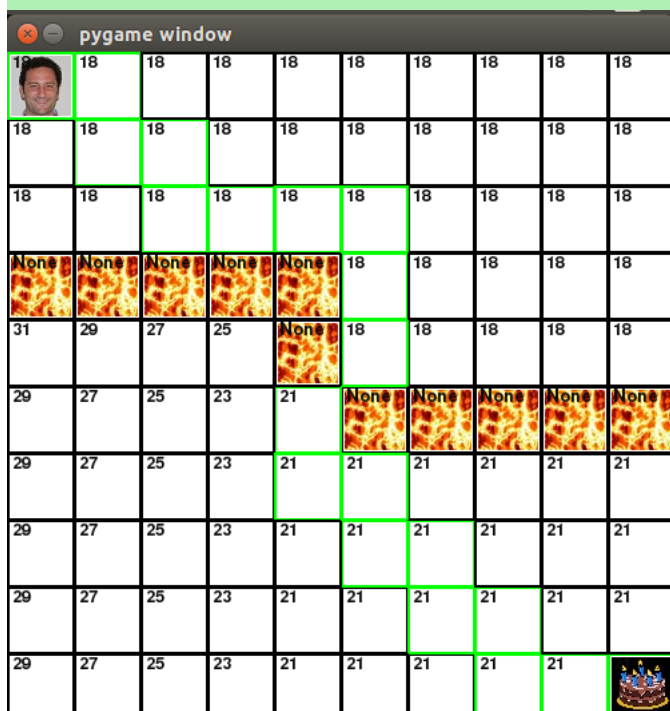 pygame window
18 18 18 18 18 18 18 18 18 18
18 18 18 18 18 18 18 18 18 18
18 18 18 18 18 18 18 18 18 18
None None None None None 18 18 18 18 18
31 29 27 25 None 18 18 18 18 18
29 27 25 23 21 None None None None None
29 27 25 23 21 21 21 21 21 21
29 27 25 23 21 21 21 21 21 21
29 27 25 23 21 21 21 21 21 21
29 27 25 23 21 21 21 21 21